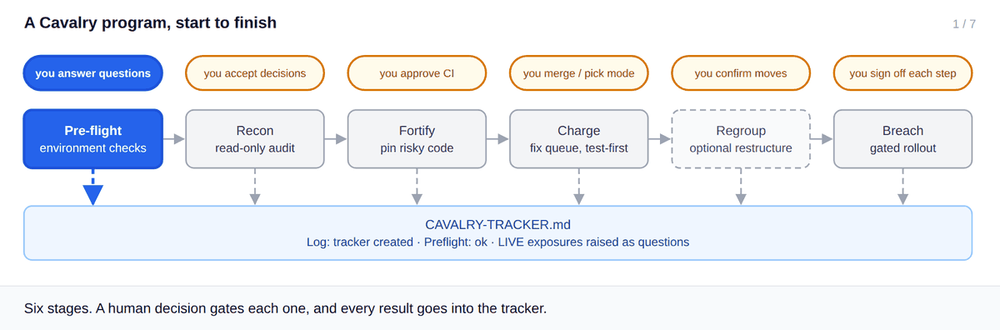 A Cavalry program, start to finish
1 / 7
you answer questions
you accept decisions
you approve CI
you merge / pick mode
you confirm moves
you sign off each step
Pre-flight
environment checks
Recon
read-only audit
Fortify
pin risky code
Charge
fix queue, test-first
Regroup
optional restructure
Breach
gated rollout
CAVALRY-TRACKER.md
Log: tracker created · Preflight: ok · LIVE exposures raised as questions
Six stages. A human decision gates each one, and every result goes into the tracker.